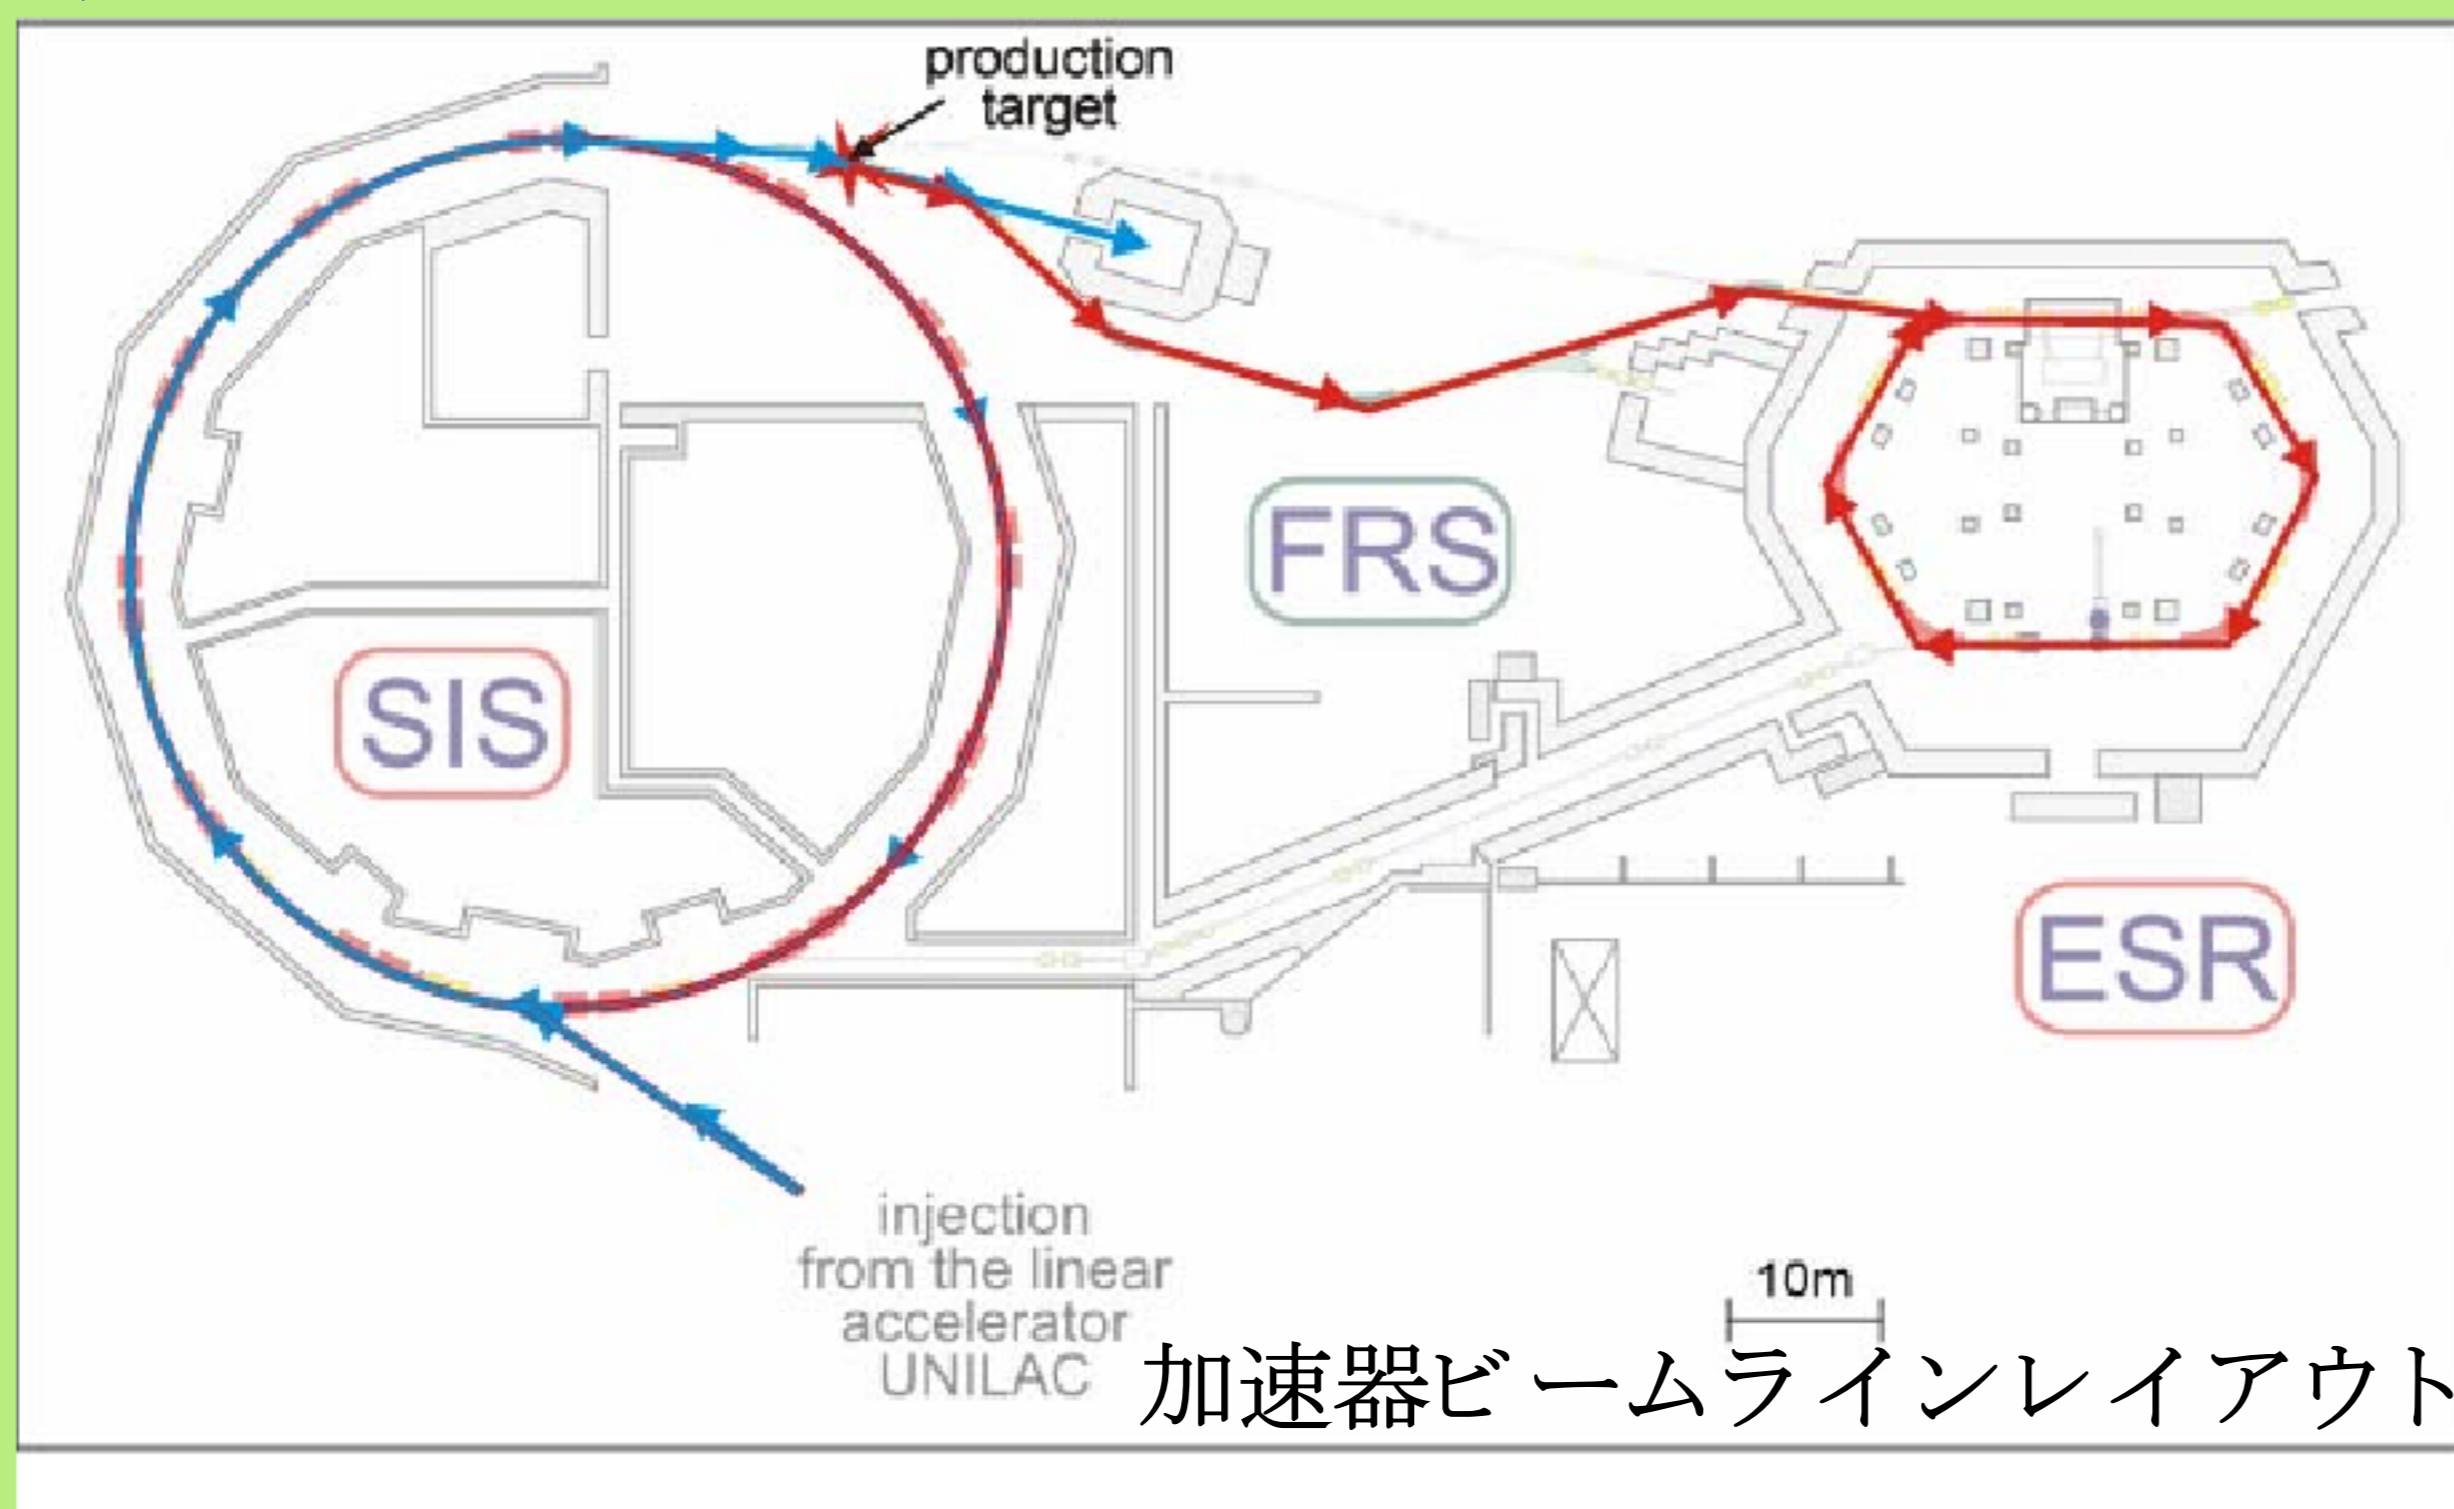 production
target
FRS
SIS
ESR
injection
from the linear
accelerator
UNILAC
10m
加速器ビームラインレイアウト